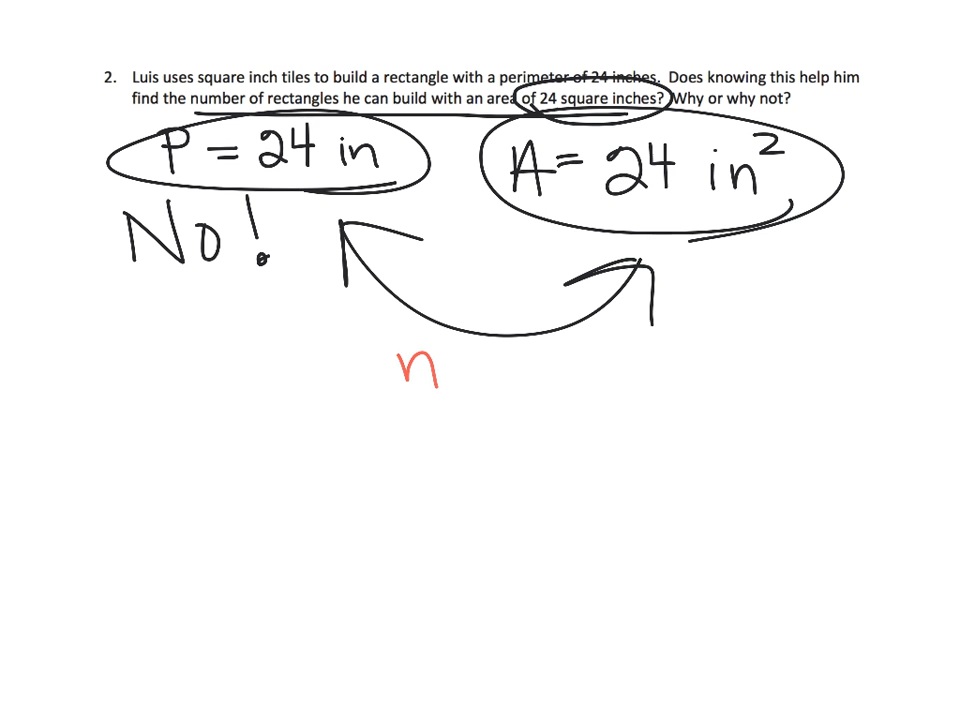 2. Luis uses square inch tiles to build a rectangle with a perimeter of 24 inches. Does knowing this help him
find the number of rectangles he can build with an area of 24 square inches? Why or why not?
P = 24 in A = 24 in²
No!
n